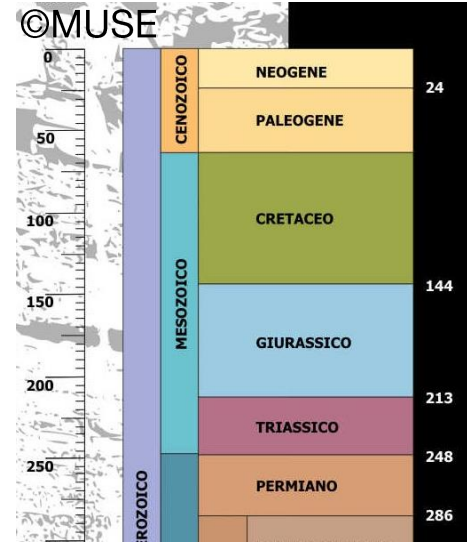 ©MUSE
0
50
100
150
200
250
CENOZOICO
MESOZOICO
NEOGENE
PALEOGENE
CRETACEO
GIURASSICO
TRIASSICO
PERMIANO
24
144
213
248
286